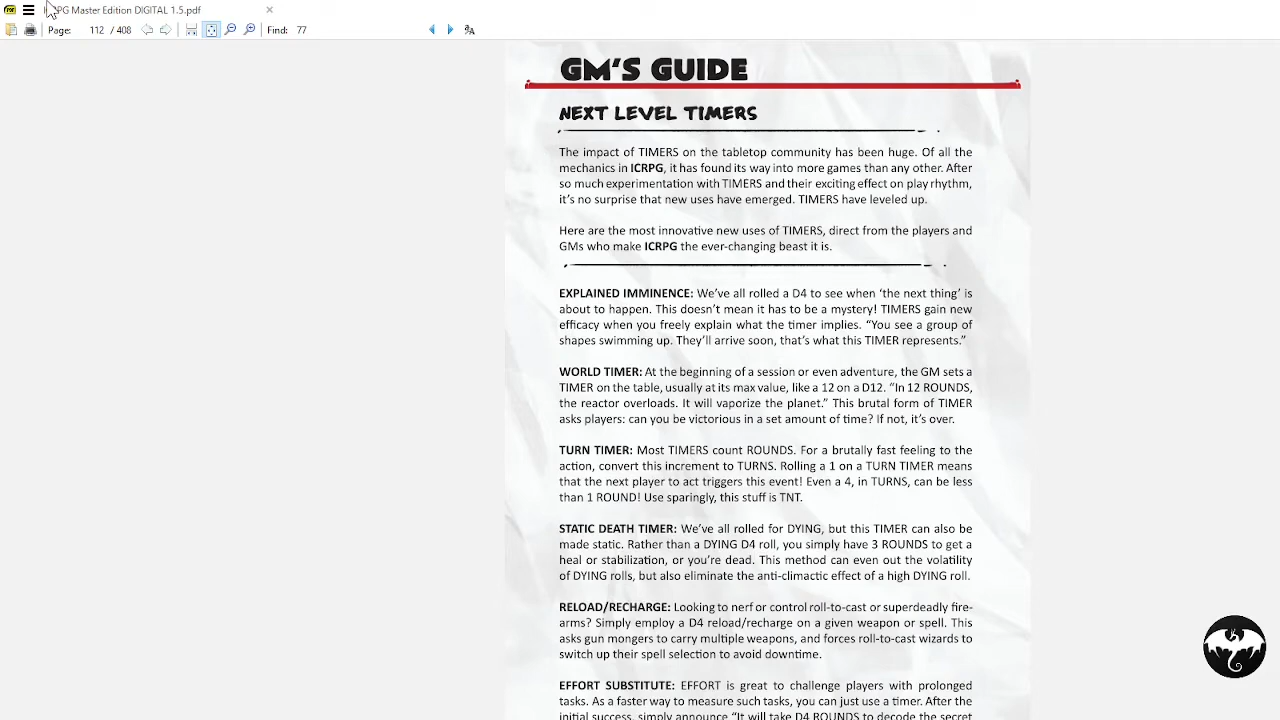 PG Master Edition DIGITAL 1.5.pdf
Page: 112 / 408 Find: 77
GM'S GUIDE
NEXT LEVEL TIMERS
The impact of TIMERS on the tabletop community has been huge. Of all the
mechanics in ICRPG, it has found its way into more games than any other. After
so much experimentation with TIMERS and their exciting effect on play rhythm,
it's no surprise that new uses have emerged. TIMERS have leveled up.
Here are the most innovative new uses of TIMERS, direct from the players and
GMs who make ICRPG the ever-changing beast it is.
EXPLAINED IMMINENCE: We've all rolled a D4 to see when 'the next thing' is
about to happen. This doesn't mean it has to be a mystery! TIMERS gain new
efficacy when you freely explain what the timer implies. "You see a group of
shapes swimming up. They'll arrive soon, that's what this TIMER represents."
WORLD TIMER: At the beginning of a session or even adventure, the GM sets a
TIMER on the table, usually at its max value, like a 12 on a D12. "In 12 ROUNDS,
the reactor overloads. It will vaporize the planet." This brutal form of TIMER
asks players: can you be victorious in a set amount of time? If not, it's over.
TURN TIMER: Most TIMERS count ROUNDS. For a brutally fast feeling to the
action, convert this increment to TURNS. Rolling a 1 on a TURN TIMER means
that the next player to act triggers this event! Even a 4, in TURNS, can be less
than 1 ROUND! Use sparingly, this stuff is TNT.
STATIC DEATH TIMER: We've all rolled for DYING, but this TIMER can also be
made static. Rather than a DYING D4 roll, you simply have 3 ROUNDS to get a
heal or stabilization, or you're dead. This method can even out the volatility
of DYING rolls, but also eliminate the anti-climactic effect of a high DYING roll.
RELOAD/RECHARGE: Looking to nerf or control roll-to-cast or superdeadly fire-
arms? Simply employ a D4 reload/recharge on a given weapon or spell. This
asks gun mongers to carry multiple weapons, and forces roll-to-cast wizards to
switch up their spell selection to avoid downtime.
EFFORT SUBSTITUTE: EFFORT is great to challenge players with prolonged
tasks. As a faster way to measure such tasks, you can just use a timer. After the
initial success, simply announce "It will take D4 ROUNDS to decode the secret